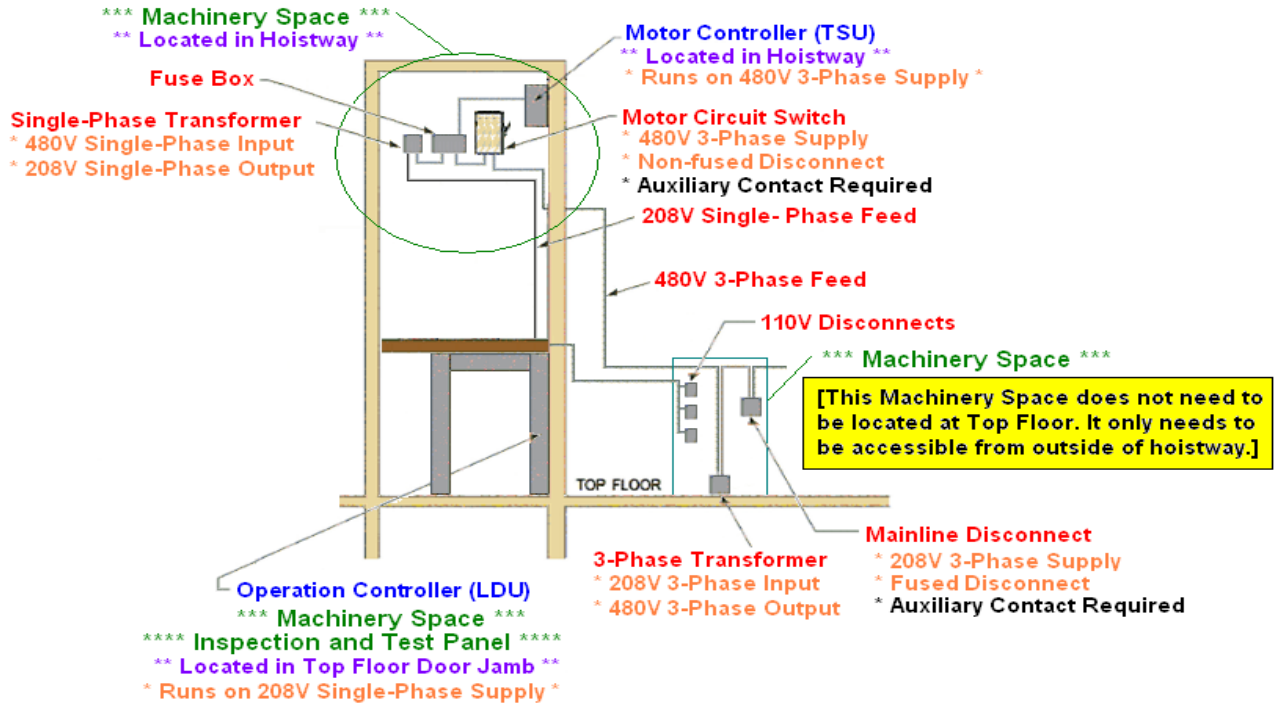 *** Machinery Space ***
** Located in Hoistway **
Fuse Box
Single-Phase Transformer
* 480V Single-Phase Input
* 208V Single-Phase Output
Motor Controller (TSU)
** Located in Hoistway **
* Runs on 480V 3-Phase Supply *
Motor Circuit Switch
* 480V 3-Phase Supply
* Non-fused Disconnect
* Auxiliary Contact Required
208V Single- Phase Feed
480V 3-Phase Feed
110V Disconnects
*** Machinery Space ***
[This Machinery Space does not need to
be located at Top Floor. It only needs to
be accessible from outside of hoistway.]
TOP FLOOR
Mainline Disconnect
* 208V 3-Phase Supply
* Fused Disconnect
* Auxiliary Contact Required
3-Phase Transformer
* 208V 3-Phase Input
* 480V 3-Phase Output
Operation Controller (LDU)
*** Machinery Space ***
**** Inspection and Test Panel ****
** Located in Top Floor Door Jamb **
* Runs on 208V Single-Phase Supply *